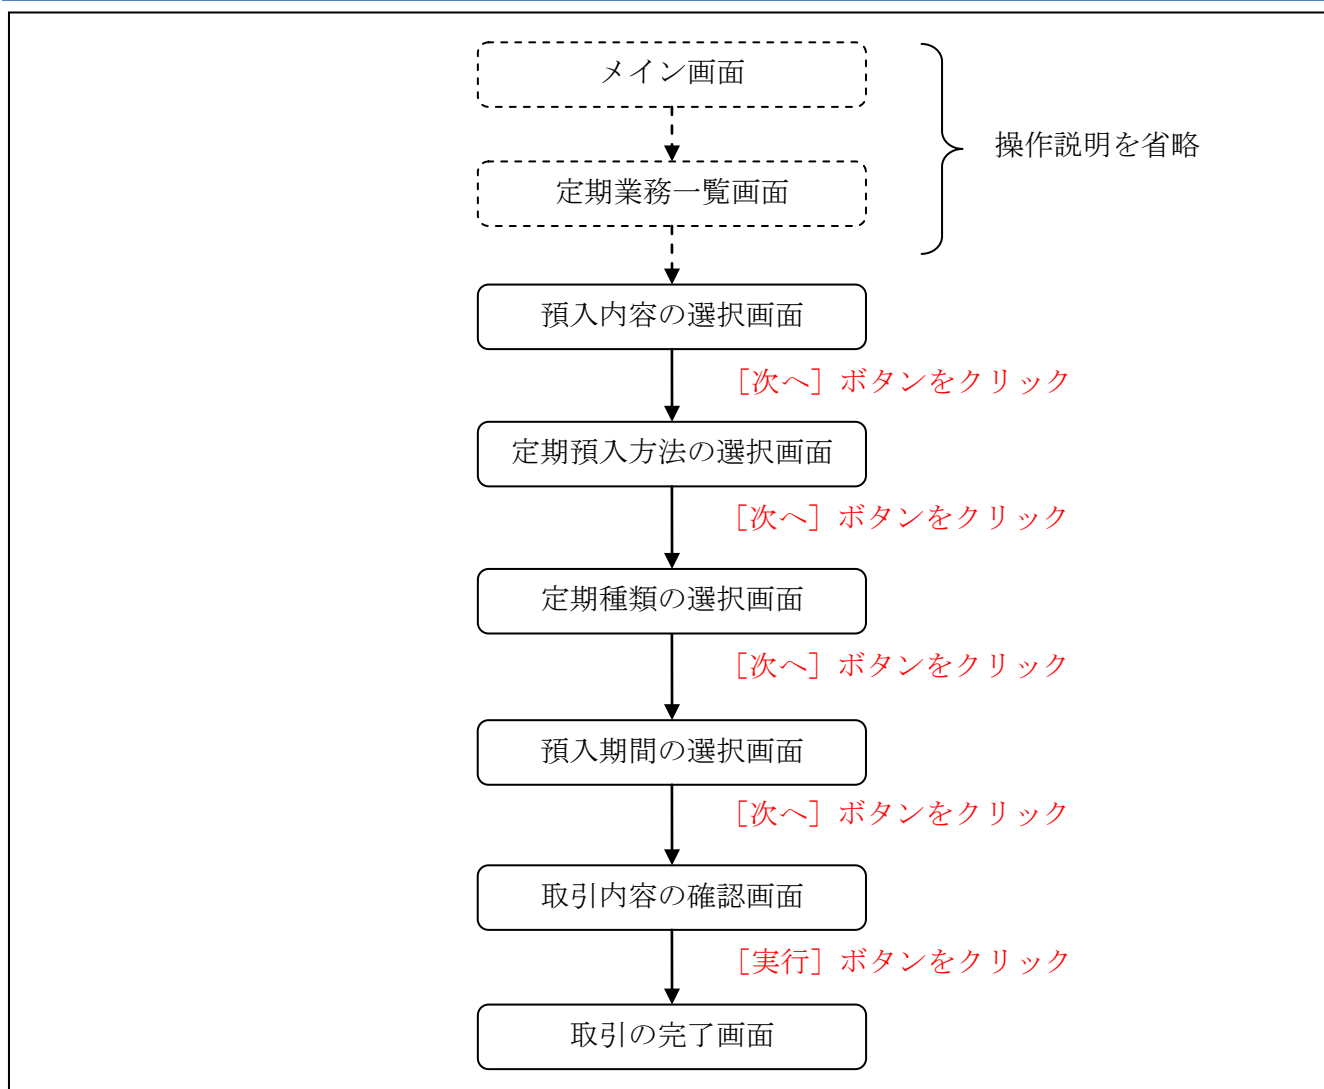 メイン画面
操作説明を省略
定期業務一覧画面
預入内容の選択画面
［次へ］ボタンをクリック
定期預入方法の選択画面
［次へ］ボタンをクリック
定期種類の選択画面
［次へ］ボタンをクリック
預入期間の選択画面
［次へ］ボタンをクリック
取引内容の確認画面
［実行］ボタンをクリック
取引の完了画面